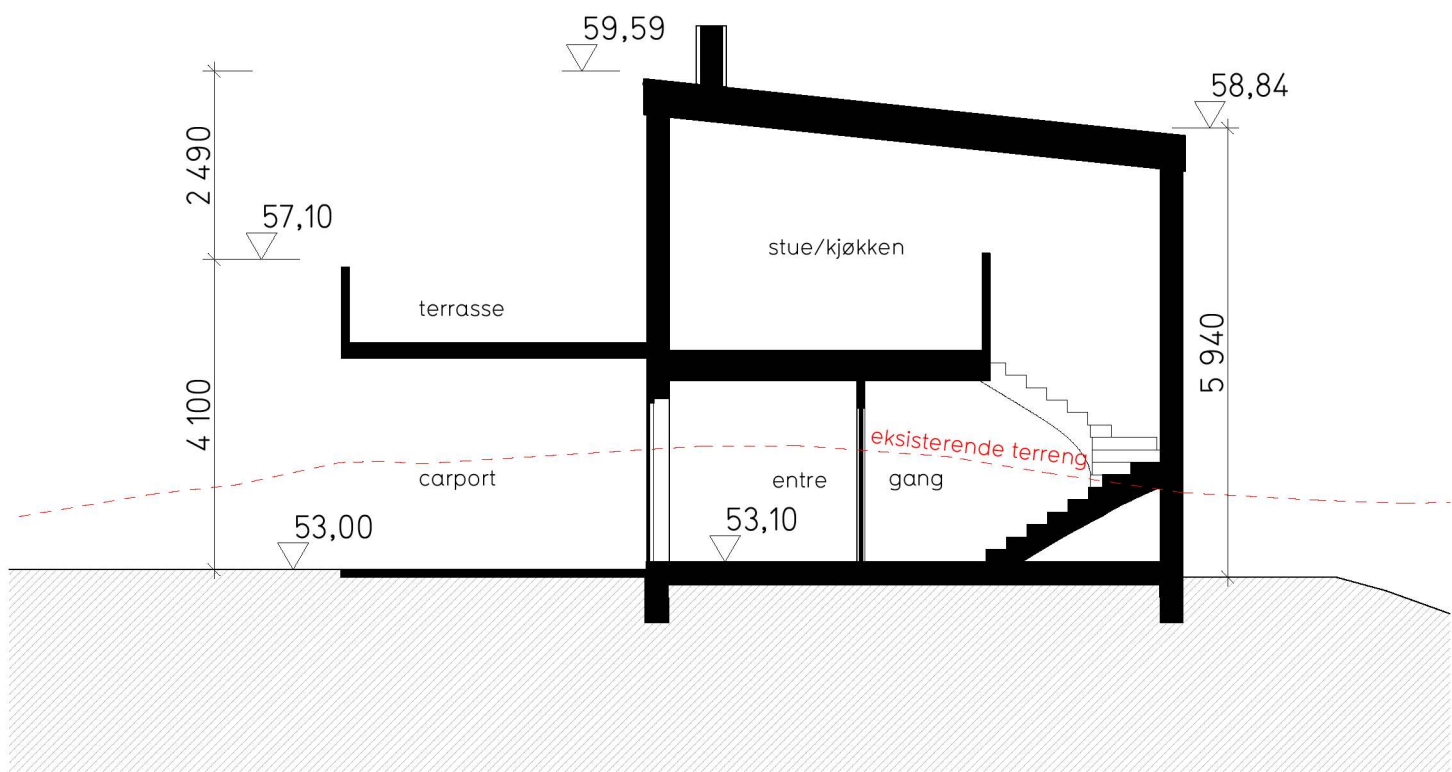 59,59
58,84
2 490
57,10
stue/kjøkken
terrasse
5 940
4 100
eksisterende terreng
carport
entre
gang
53,00
53,10